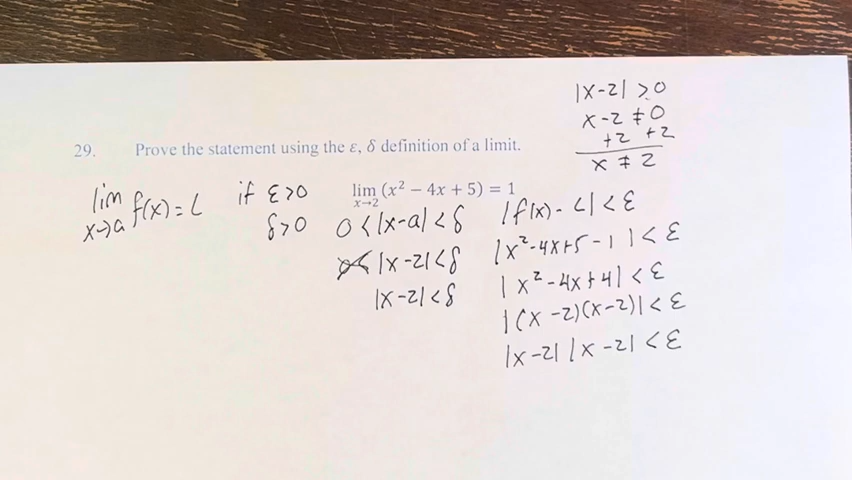 |x-2| > 0
x-2 ≠ 0
+2 +2
x ≠ 2
29. Prove the statement using the ε, δ definition of a limit.
lim x→2 (x² − 4x + 5) = 1
lim x→a f(x) = L if ε>0
δ>0 0<|x-a|<δ |f(x) - L| < ε
0< |x-2|<δ |x²-4x+5-1|< ε
|x-2|<δ |x²-4x+4| < ε
|(x-2)(x-2)| < ε
|x-2| |x-2| < ε